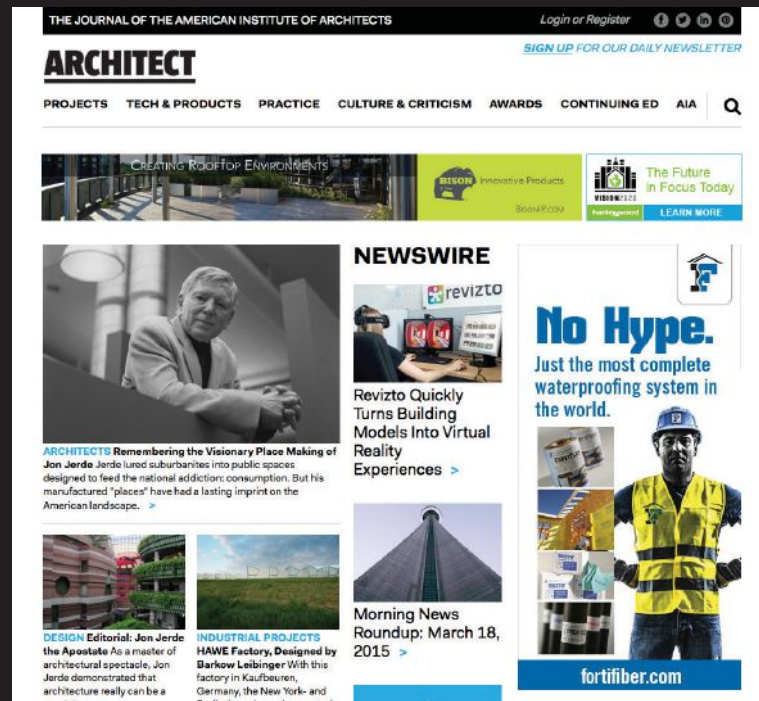 THE JOURNAL OF THE AMERICAN INSTITUTE OF ARCHITECTS
Login or Register
SIGN UP FOR OUR DAILY NEWSLETTER
ARCHITECT
PROJECTS TECH & PRODUCTS PRACTICE CULTURE & CRITICISM AWARDS CONTINUING ED AIA
CREATING ROOFTOP ENVIRONMENTS
BISON Innovative Products
BISONIP.COM
VISION2020
The Future
in Focus Today
hanleywood
LEARN MORE
ARCHITECTS Remembering the Visionary Place Making of
Jon Jerde Jerde lured suburbanites into public spaces
designed to feed the national addiction: consumption. But his
manufactured "places" have had a lasting imprint on the
American landscape. >
DESIGN Editorial: Jon Jerde
the Apostate As a master of
architectural spectacle, Jon
Jerde demonstrated that
architecture really can be a
INDUSTRIAL PROJECTS
HAWE Factory, Designed by
Barkow Leibinger With this
factory in Kaufbeuren,
Germany, the New York- and
NEWSWIRE
revizto
Revizto Quickly
Turns Building
Models Into Virtual
Reality
Experiences >
Morning News
Roundup: March 18,
2015 >
No Hype.
Just the most complete
waterproofing system in
the world.
fortifiber.com